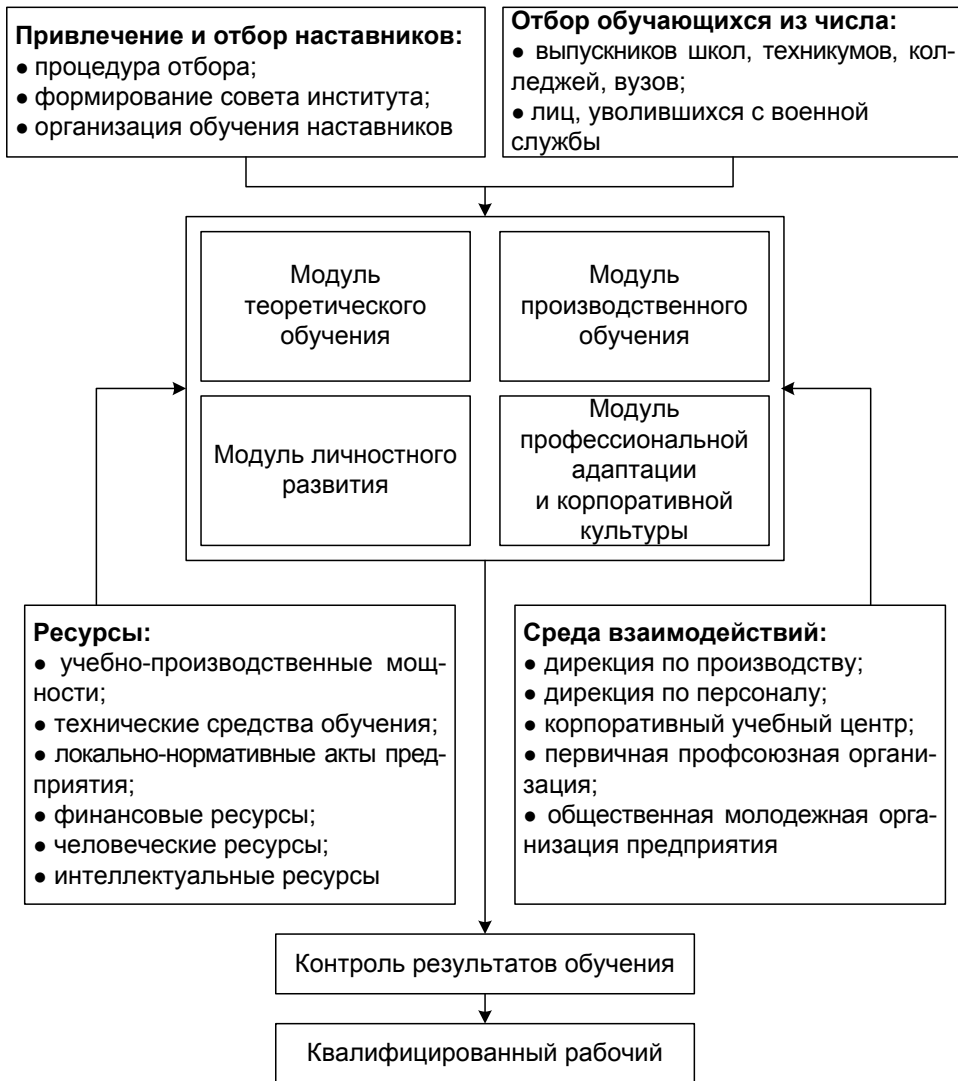 Привлечение и отбор наставников:
● процедура отбора;
● формирование совета института;
● организация обучения наставников
Отбор обучающихся из числа:
● выпускников школ, техникумов, кол-
леджей, вузов;
● лиц, уволившихся с военной
службы
Модуль
теоретического
обучения
Модуль
производственного
обучения
Модуль личностного
развития
Модуль
профессиональной
адаптации
и корпоративной
культуры
Ресурсы:
● учебно-производственные мощ-
ности;
● технические средства обучения;
● локально-нормативные акты пред-
приятия;
● финансовые ресурсы;
● человеческие ресурсы;
● интеллектуальные ресурсы
Среда взаимодействий:
● дирекция по производству;
● дирекция по персоналу;
● корпоративный учебный центр;
● первичная профсоюзная органи-
зация;
● общественная молодежная орга-
низация предприятия
Контроль результатов обучения
Квалифицированный рабочий